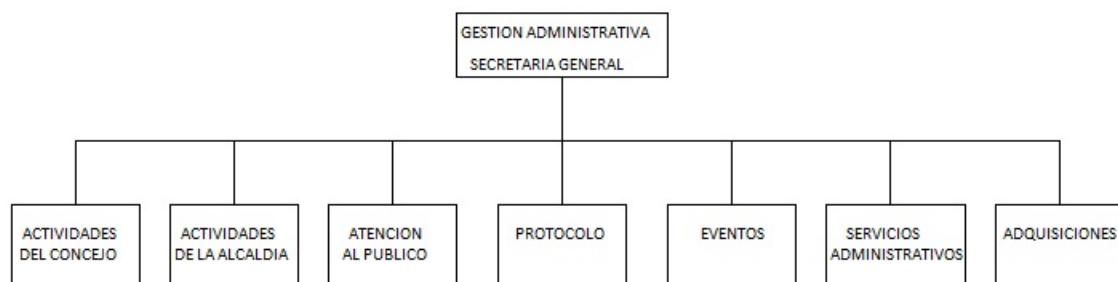 GESTION ADMINISTRATIVA
SECRETARIA GENERAL
ACTIVIDADES
DEL CONCEJO
ACTIVIDADES
DE LA ALCALDIA
ATENCION
AL PUBLICO
PROTOCOLO
EVENTOS
SERVICIOS
ADMINISTRATIVOS
ADQUISICIONES